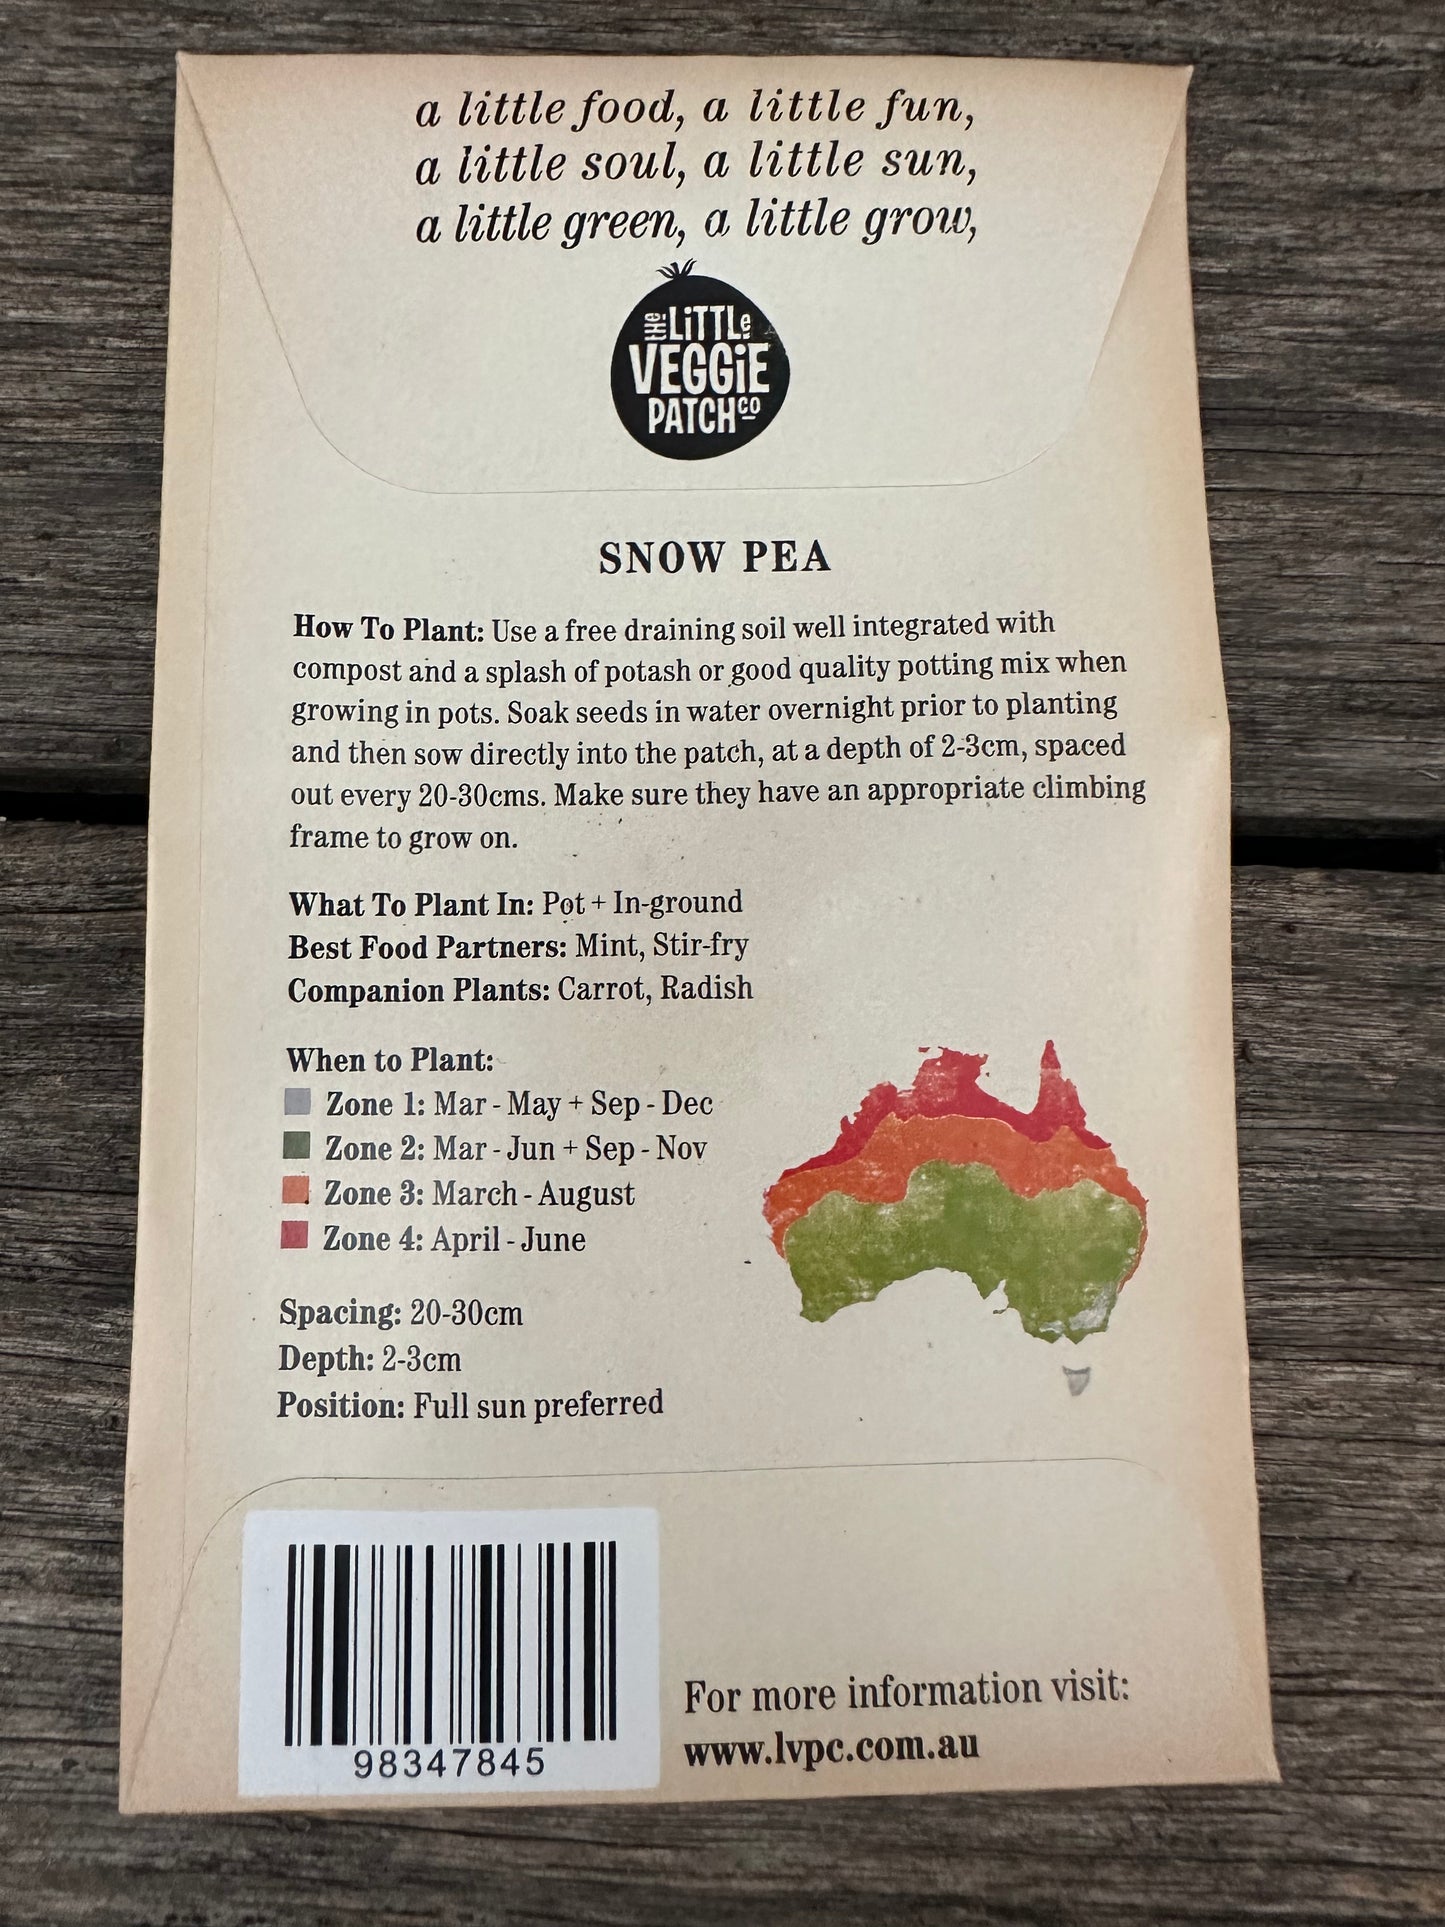 a little food, a little fun,
a little soul, a little sun,
a little green, a little grow,
THE LiTTLe
VEGGiE
PATCH CO
SNOW PEA
How To Plant: Use a free draining soil well integrated with
compost and a splash of potash or good quality potting mix when
growing in pots. Soak seeds in water overnight prior to planting
and then sow directly into the patch, at a depth of 2-3cm, spaced
out every 20-30cms. Make sure they have an appropriate climbing
frame to grow on.
What To Plant In: Pot + In-ground
Best Food Partners: Mint, Stir-fry
Companion Plants: Carrot, Radish
When to Plant:
Zone 1: Mar - May + Sep - Dec
Zone 2: Mar - Jun + Sep - Nov
Zone 3: March - August
Zone 4: April - June
Spacing: 20-30cm
Depth: 2-3cm
Position: Full sun preferred
98347845
For more information visit:
www.lvpc.com.au